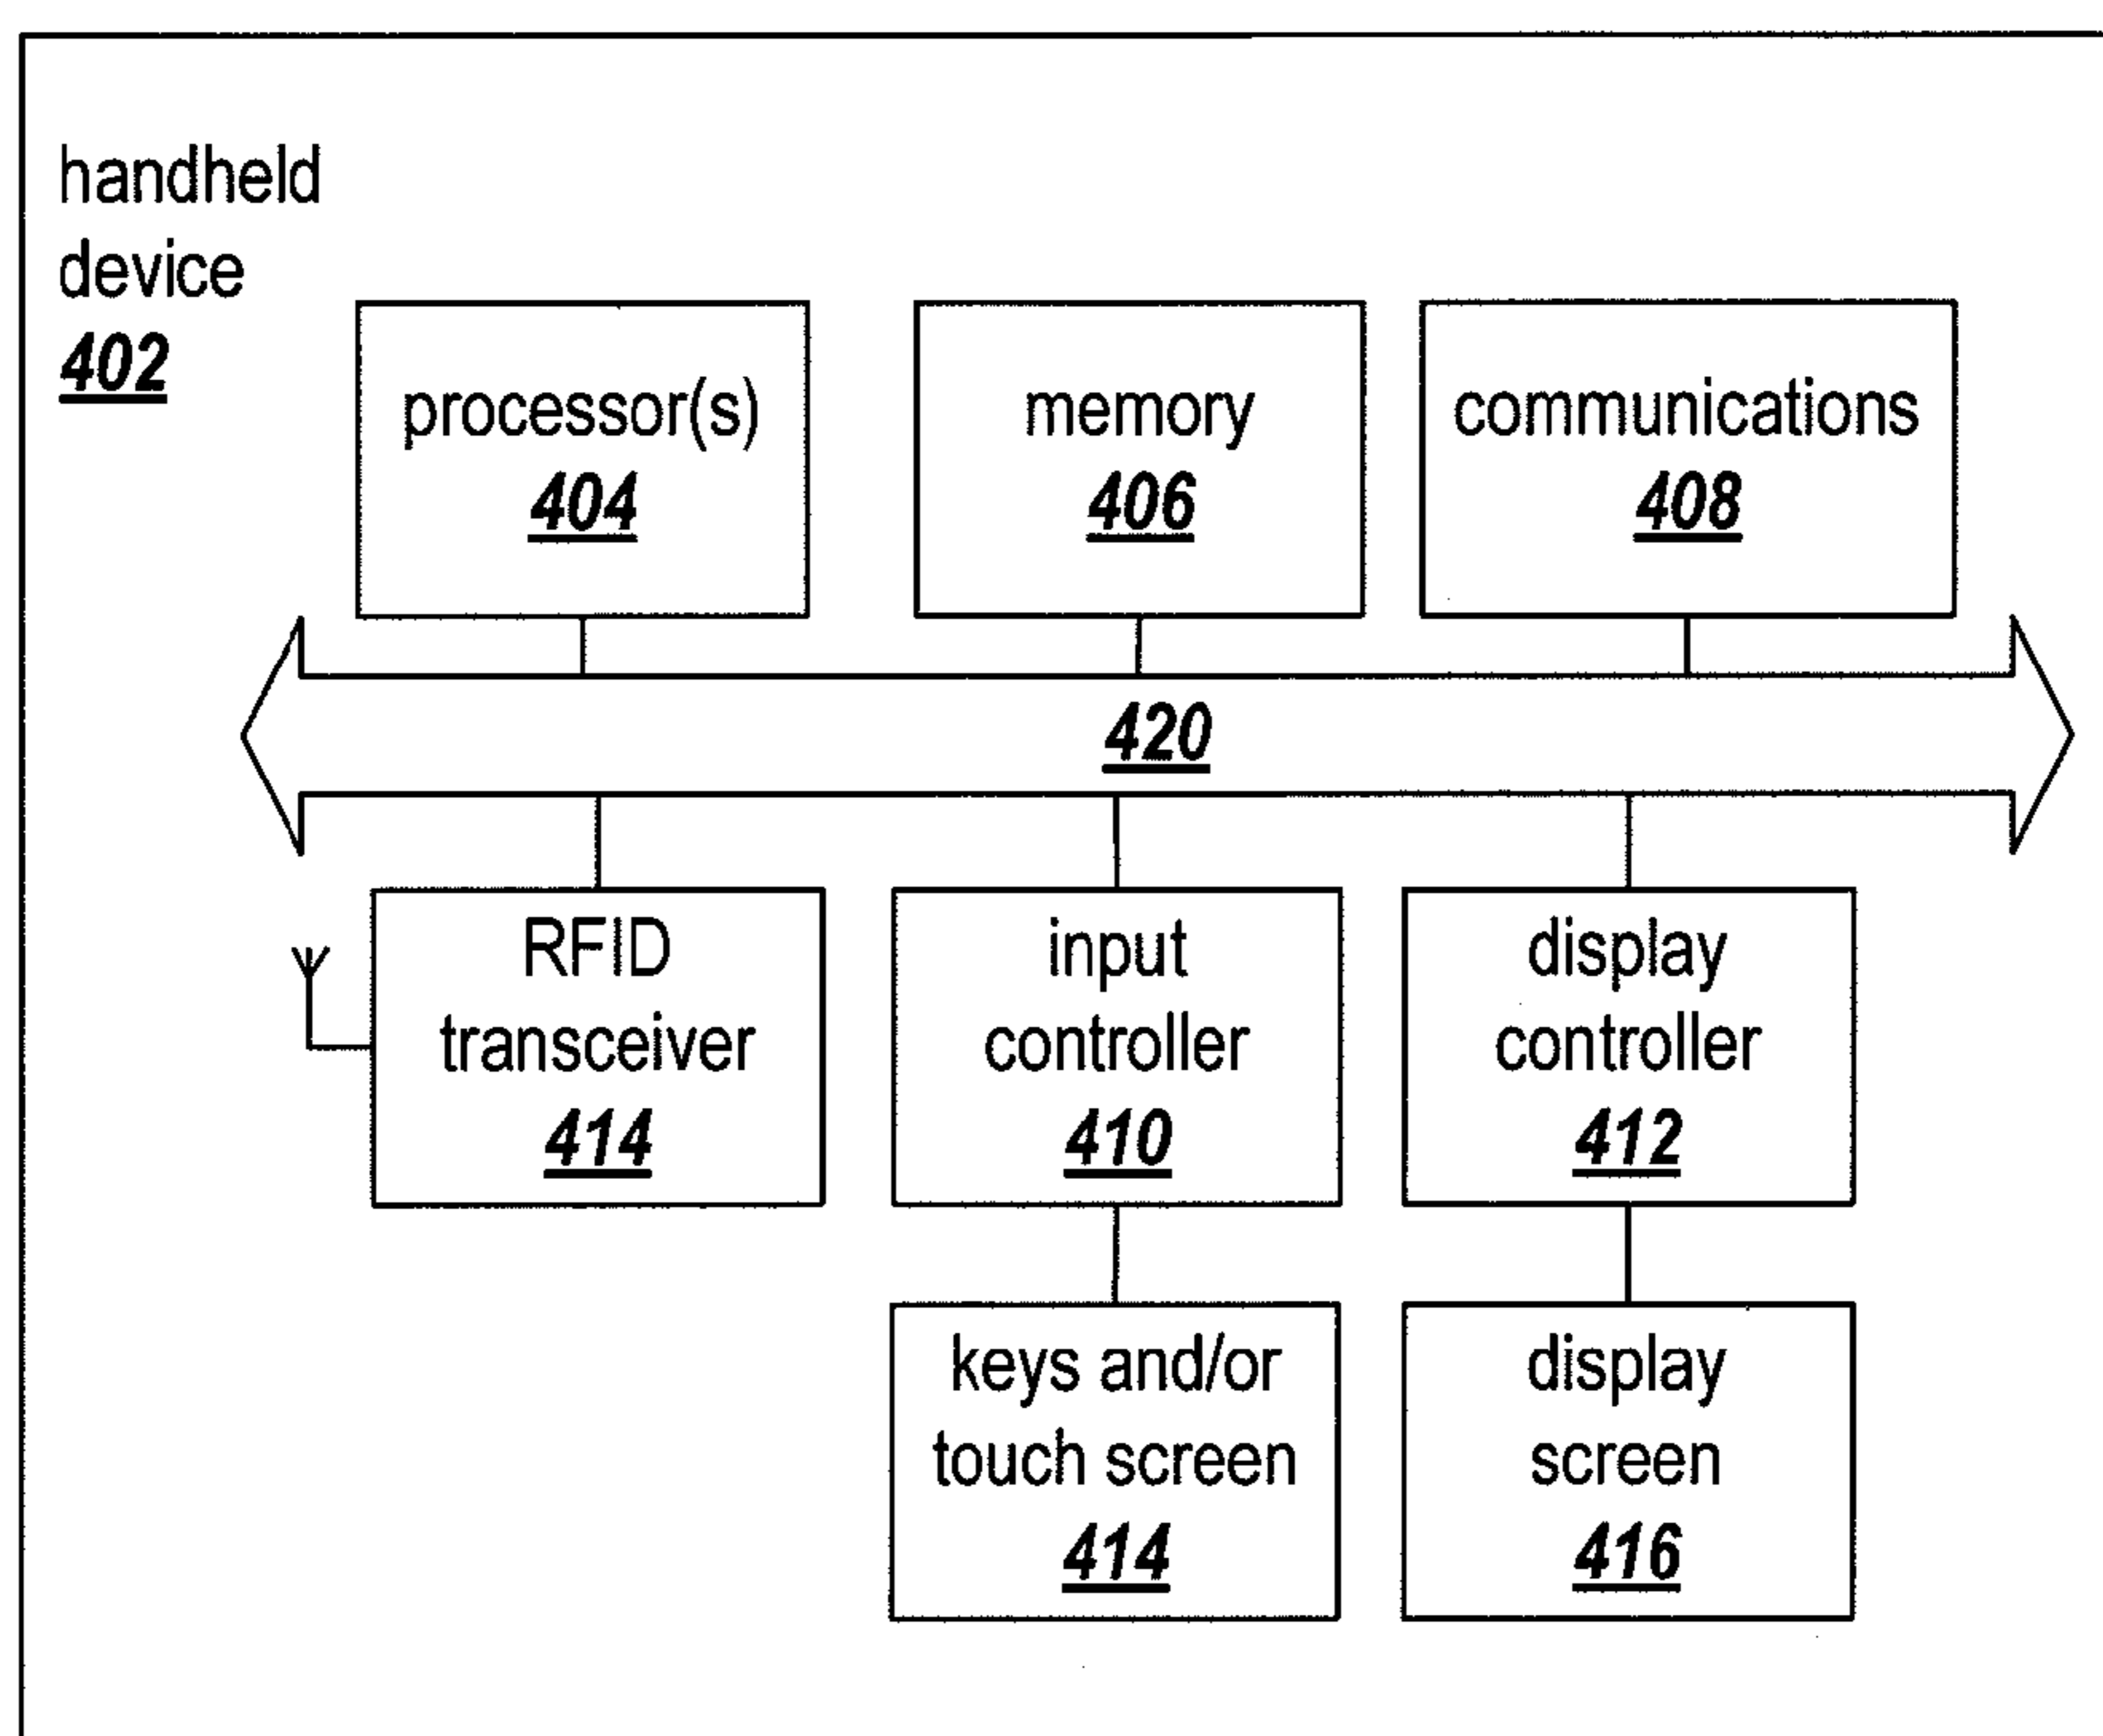 handheld
device
402
processor(s)
404
memory
406
communications
408
420
RFID
transceiver
414
input
controller
410
display
controller
412
keys and/or
touch screen
414
display
screen
416